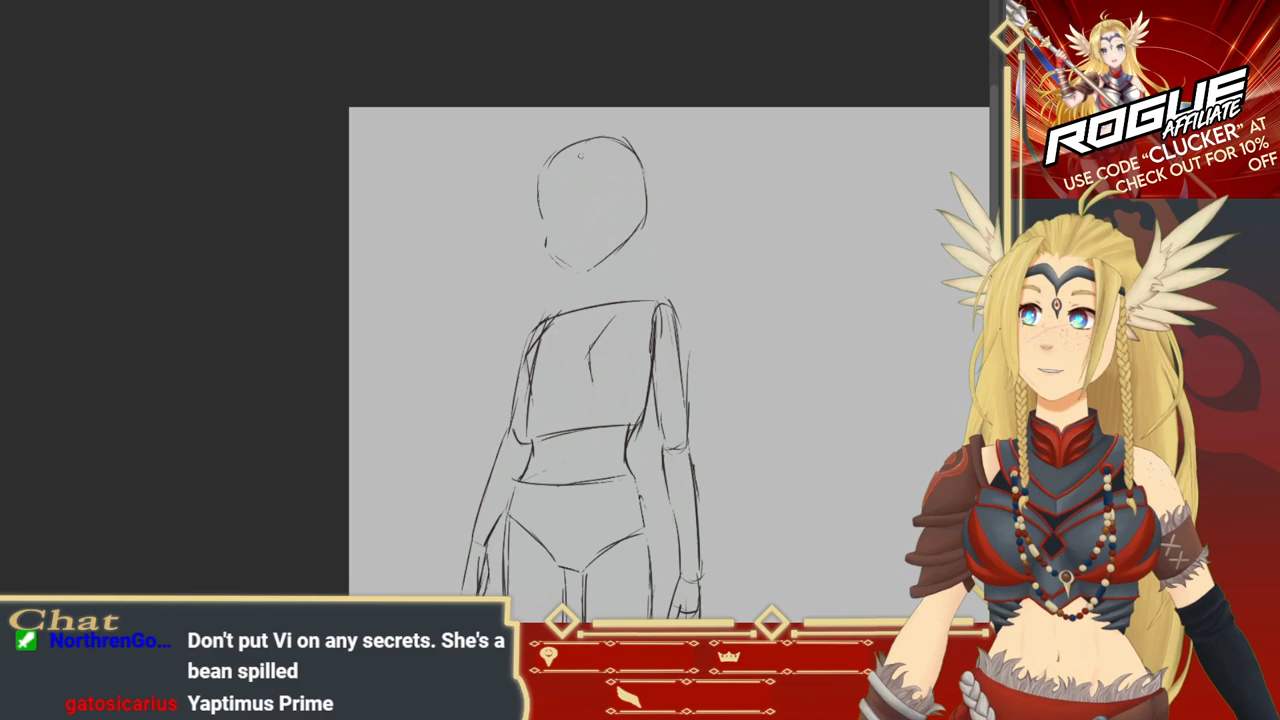 ROGUE
AFFILIATE
USE CODE "CLUCKER" AT
CHECK OUT FOR 10%
OFF
Chat
NorthrenGo... Don't put Vi on any secrets. She's a
bean spilled
gatosicarius Yaptimus Prime